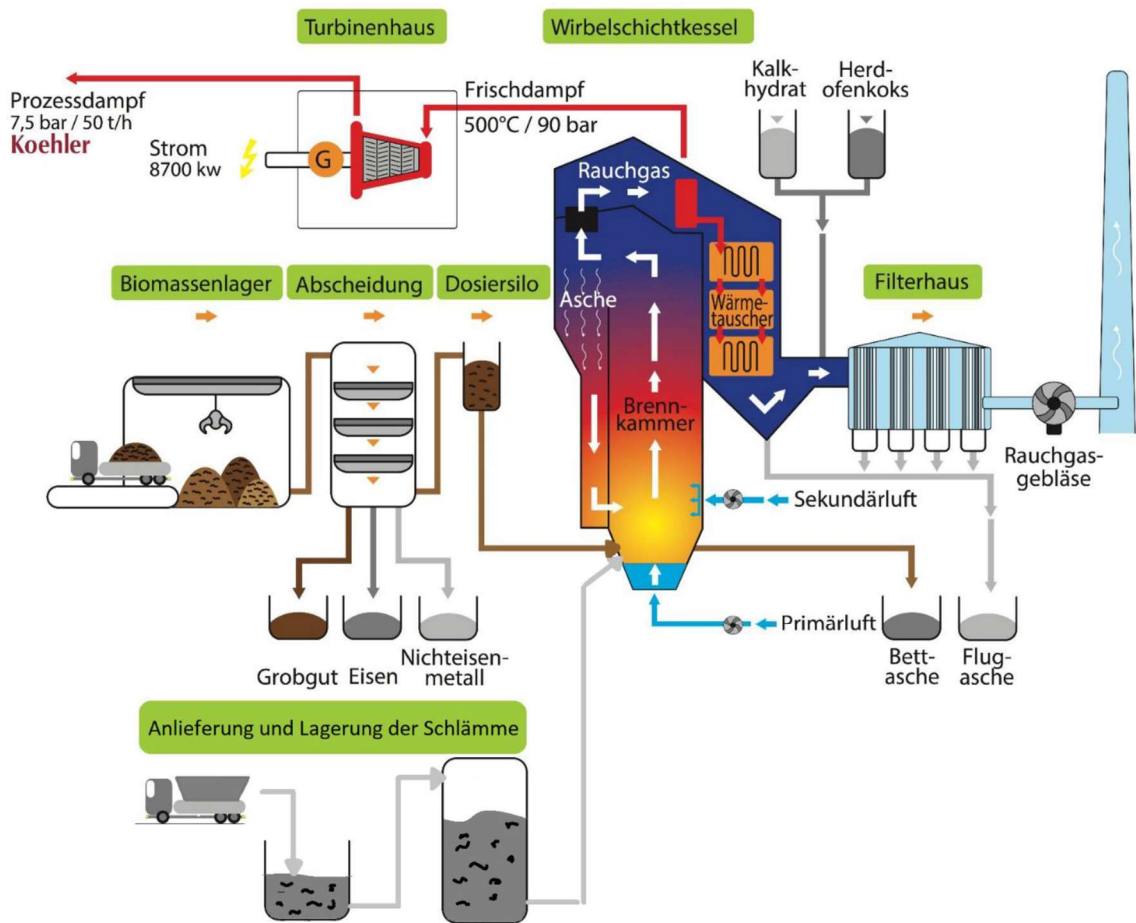 Turbinenhaus
Wirbelschichtkessel
Prozessdampf
7,5 bar / 50 t/h
Koehler
Strom
8700 kw
G
Frischdampf
500°C / 90 bar
Kalk-
hydrat
Herd-
ofenkoks
Rauchgas
Biomassenlager
Abscheidung
Dosiersilo
Filterhaus
Asche
Wärme-
tauscher
Brenn-
kammer
Rauchgas-
gebläse
Sekundärluft
Primärluft
Grobgut
Eisen
Nichteisen-
metall
Bett-
asche
Flug-
asche
Anlieferung und Lagerung der Schlämme